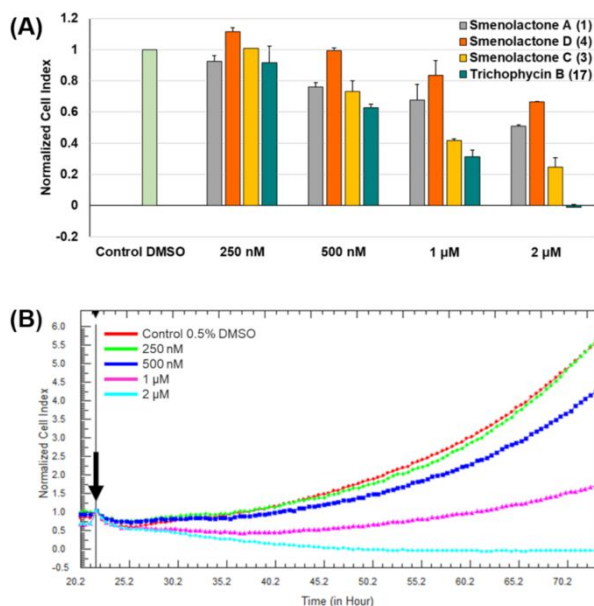 (A)
1.2
1
0.8
0.6
0.4
0.2
0
-0.2
Normalized Cell Index
Smenolactone A (1)
Smenolactone D (4)
Smenolactone C (3)
Trichophycin B (17)
Control DMSO 250 nM 500 nM 1 µM 2 µM
(B)
6.0
5.5
5.0
4.5
4.0
3.5
3.0
2.5
2.0
1.5
1.0
0.5
0.0
-0.5
Normalized Cell Index
Control 0.5% DMSO
250 nM
500 nM
1 µM
2 µM
20.2 25.2 30.2 35.2 40.2 45.2 50.2 55.2 60.2 65.2 70.2
Time (in Hour)